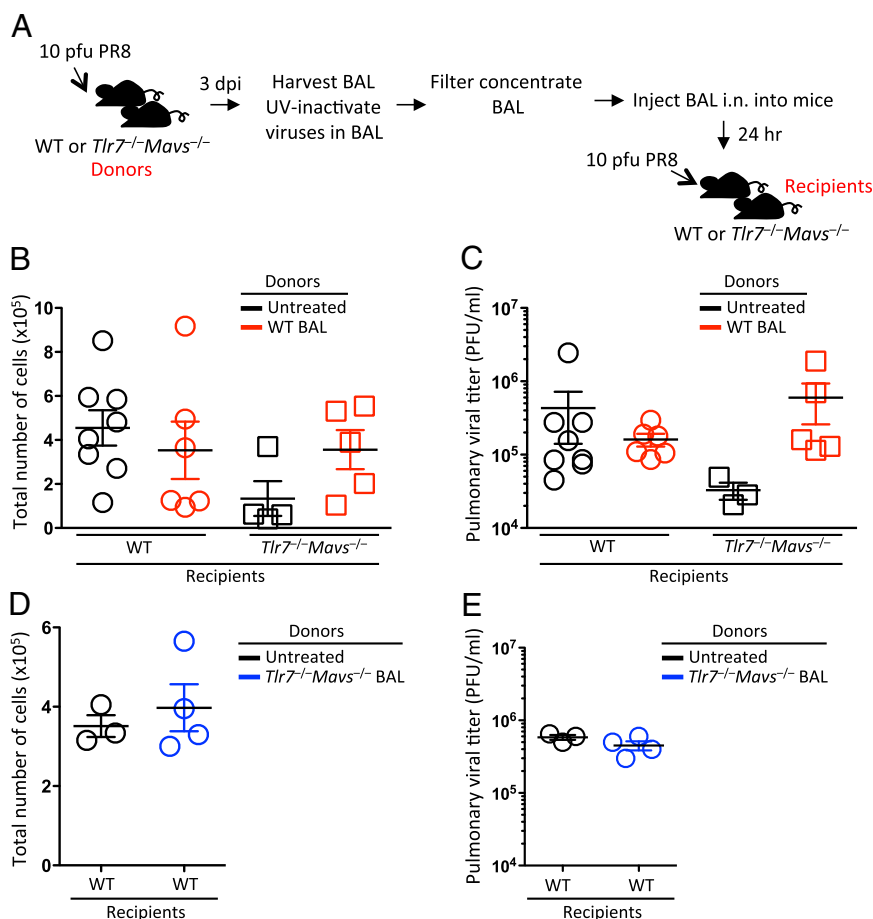 A
10 pfu PR8
WT or Tlr7–/–Mavs–/–
Donors
3 dpi
Harvest BAL
UV-inactivate
viruses in BAL
Filter concentrate
BAL
Inject BAL i.n. into mice
24 hr
10 pfu PR8
Recipients
WT or Tlr7–/–Mavs–/–
B
Total number of cells (x10⁵)
10
8
6
4
2
0
Donors
Untreated
WT BAL
WT
Tlr7–/–Mavs–/–
Recipients
C
Pulmonary viral titer (PFU/ml)
10⁷
10⁶
10⁵
10⁴
Donors
Untreated
WT BAL
WT
Tlr7–/–Mavs–/–
Recipients
D
Total number of cells (x10⁵)
6
4
2
0
Donors
Untreated
Tlr7–/–Mavs–/– BAL
WT
WT
Recipients
E
Pulmonary viral titer (PFU/ml)
10⁷
10⁶
10⁵
10⁴
Donors
Untreated
Tlr7–/–Mavs–/– BAL
WT
WT
Recipients